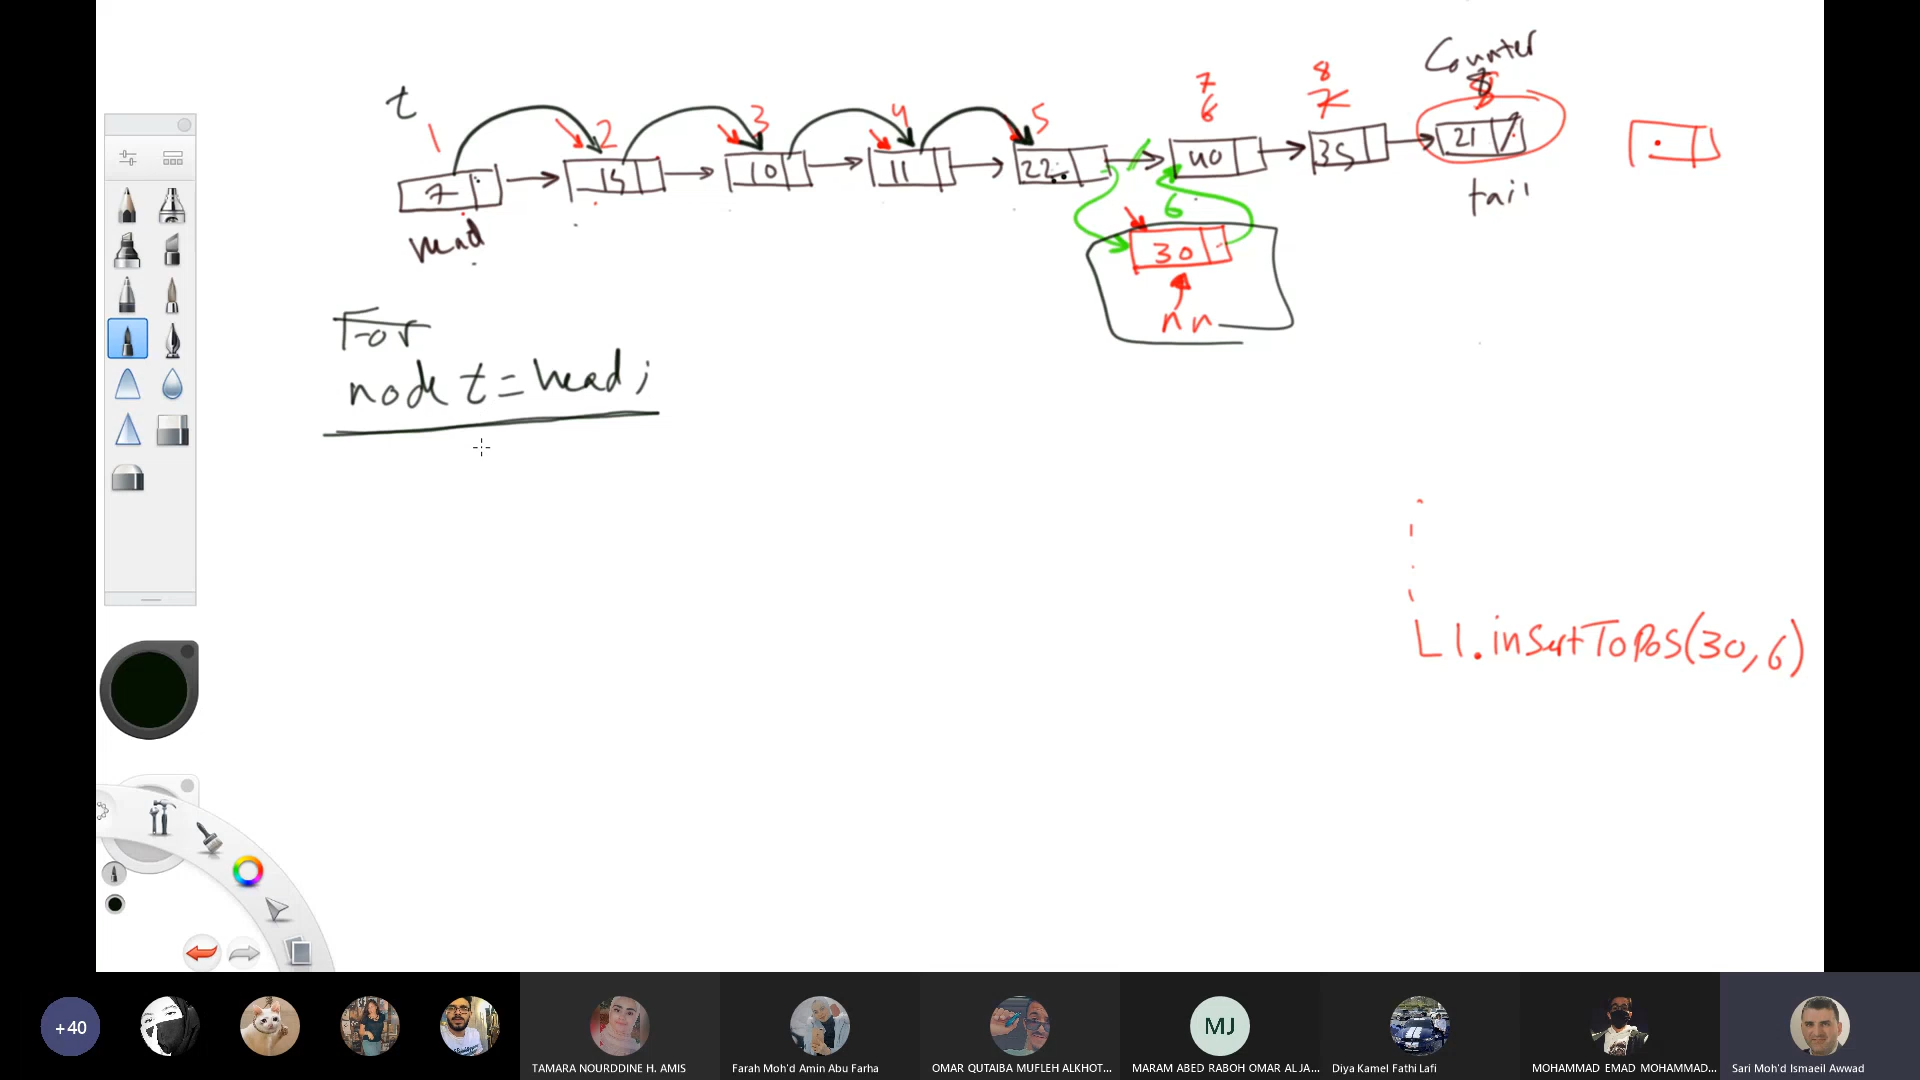 Counter
7
8
8
t
1
2
3
4
5
6
7
7
15
10
11
22
40
35
21
head
tail
6
30
nn
For
node t = head ;
L1.insertToPos(30,6)
+40
MJ
TAMARA NOURDDINE H. AMIS
Farah Moh'd Amin Abu Farha
OMAR QUTAIBA MUFLEH ALKHOT...
MARAM ABED RABOH OMAR AL JA...
Diya Kamel Fathi Lafi
MOHAMMAD EMAD MOHAMMAD...
Sari Moh'd Ismaeil Awwad